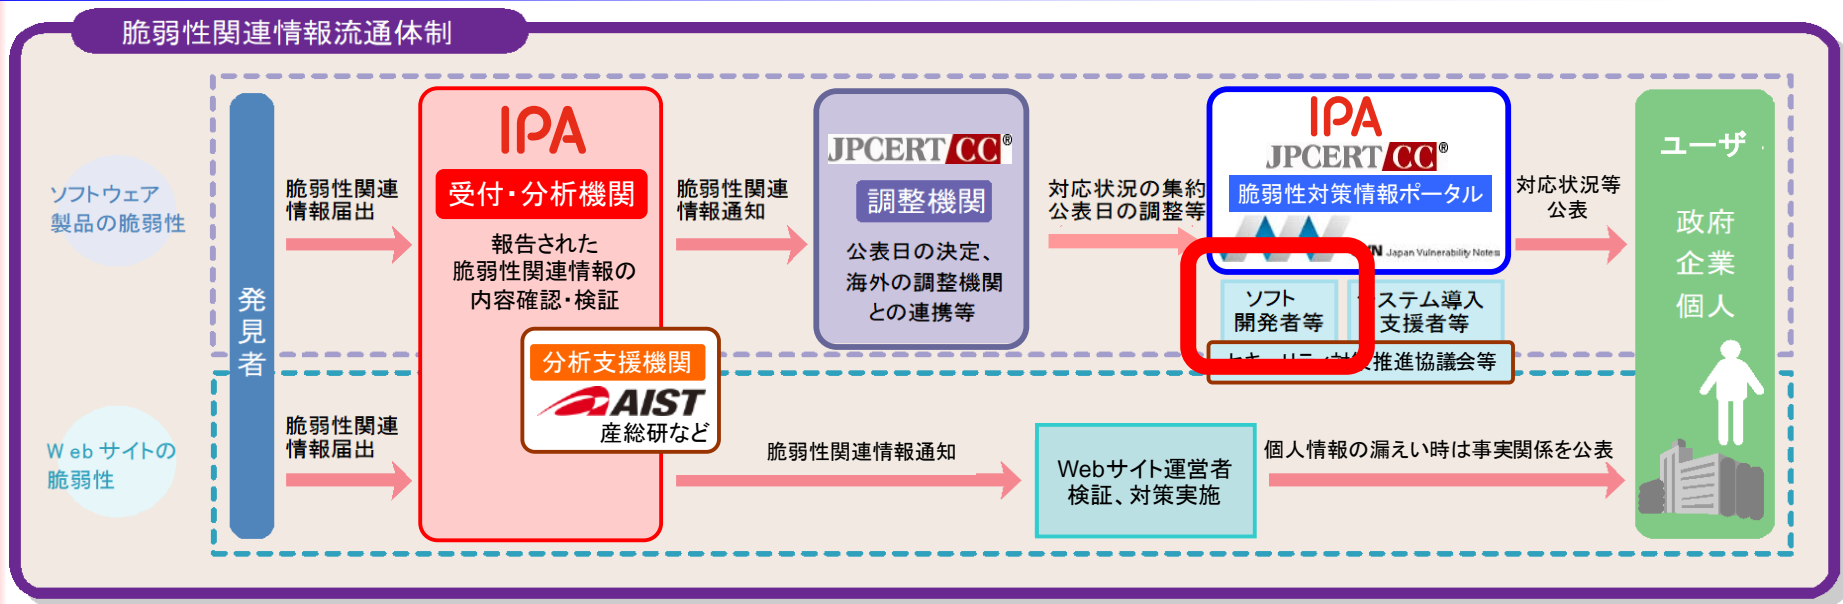 脆弱性関連情報流通体制
ソフトウェア
製品の脆弱性
Webサイトの
脆弱性
発見者
脆弱性関連
情報届出
脆弱性関連
情報届出
IPA
受付・分析機関
報告された
脆弱性関連情報の
内容確認・検証
分析支援機関
AIST
産総研など
脆弱性関連
情報通知
JPCERT CC®
調整機関
公表日の決定、
海外の調整機関
との連携等
対応状況の集約
公表日の調整等
IPA
JPCERT CC®
脆弱性対策情報ポータル
Japan Vulnerability Notes
ソフト
開発者等
システム導入
支援者等
セキュリティ対策推進協議会等
対応状況等
公表
脆弱性関連情報通知
Webサイト運営者
検証、対策実施
個人情報の漏えい時は事実関係を公表
ユーザ
政府
企業
個人